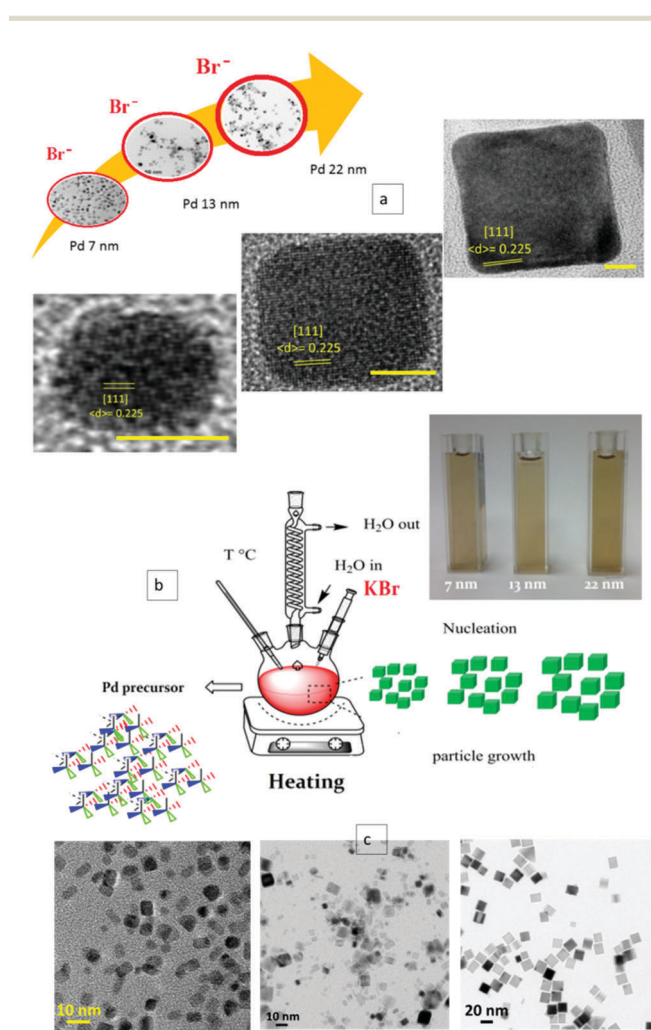 Br⁻
Br⁻
Br⁻
Pd 22 nm
Pd 13 nm
Pd 7 nm
a
[111]
<d>= 0.225
[111]
<d>= 0.225
[111]
<d>= 0.225
7 nm 13 nm 22 nm
H₂O out
T °C
H₂O in
KBr
b
Nucleation
Pd precursor
particle growth
Heating
c
10 nm
10 nm
20 nm